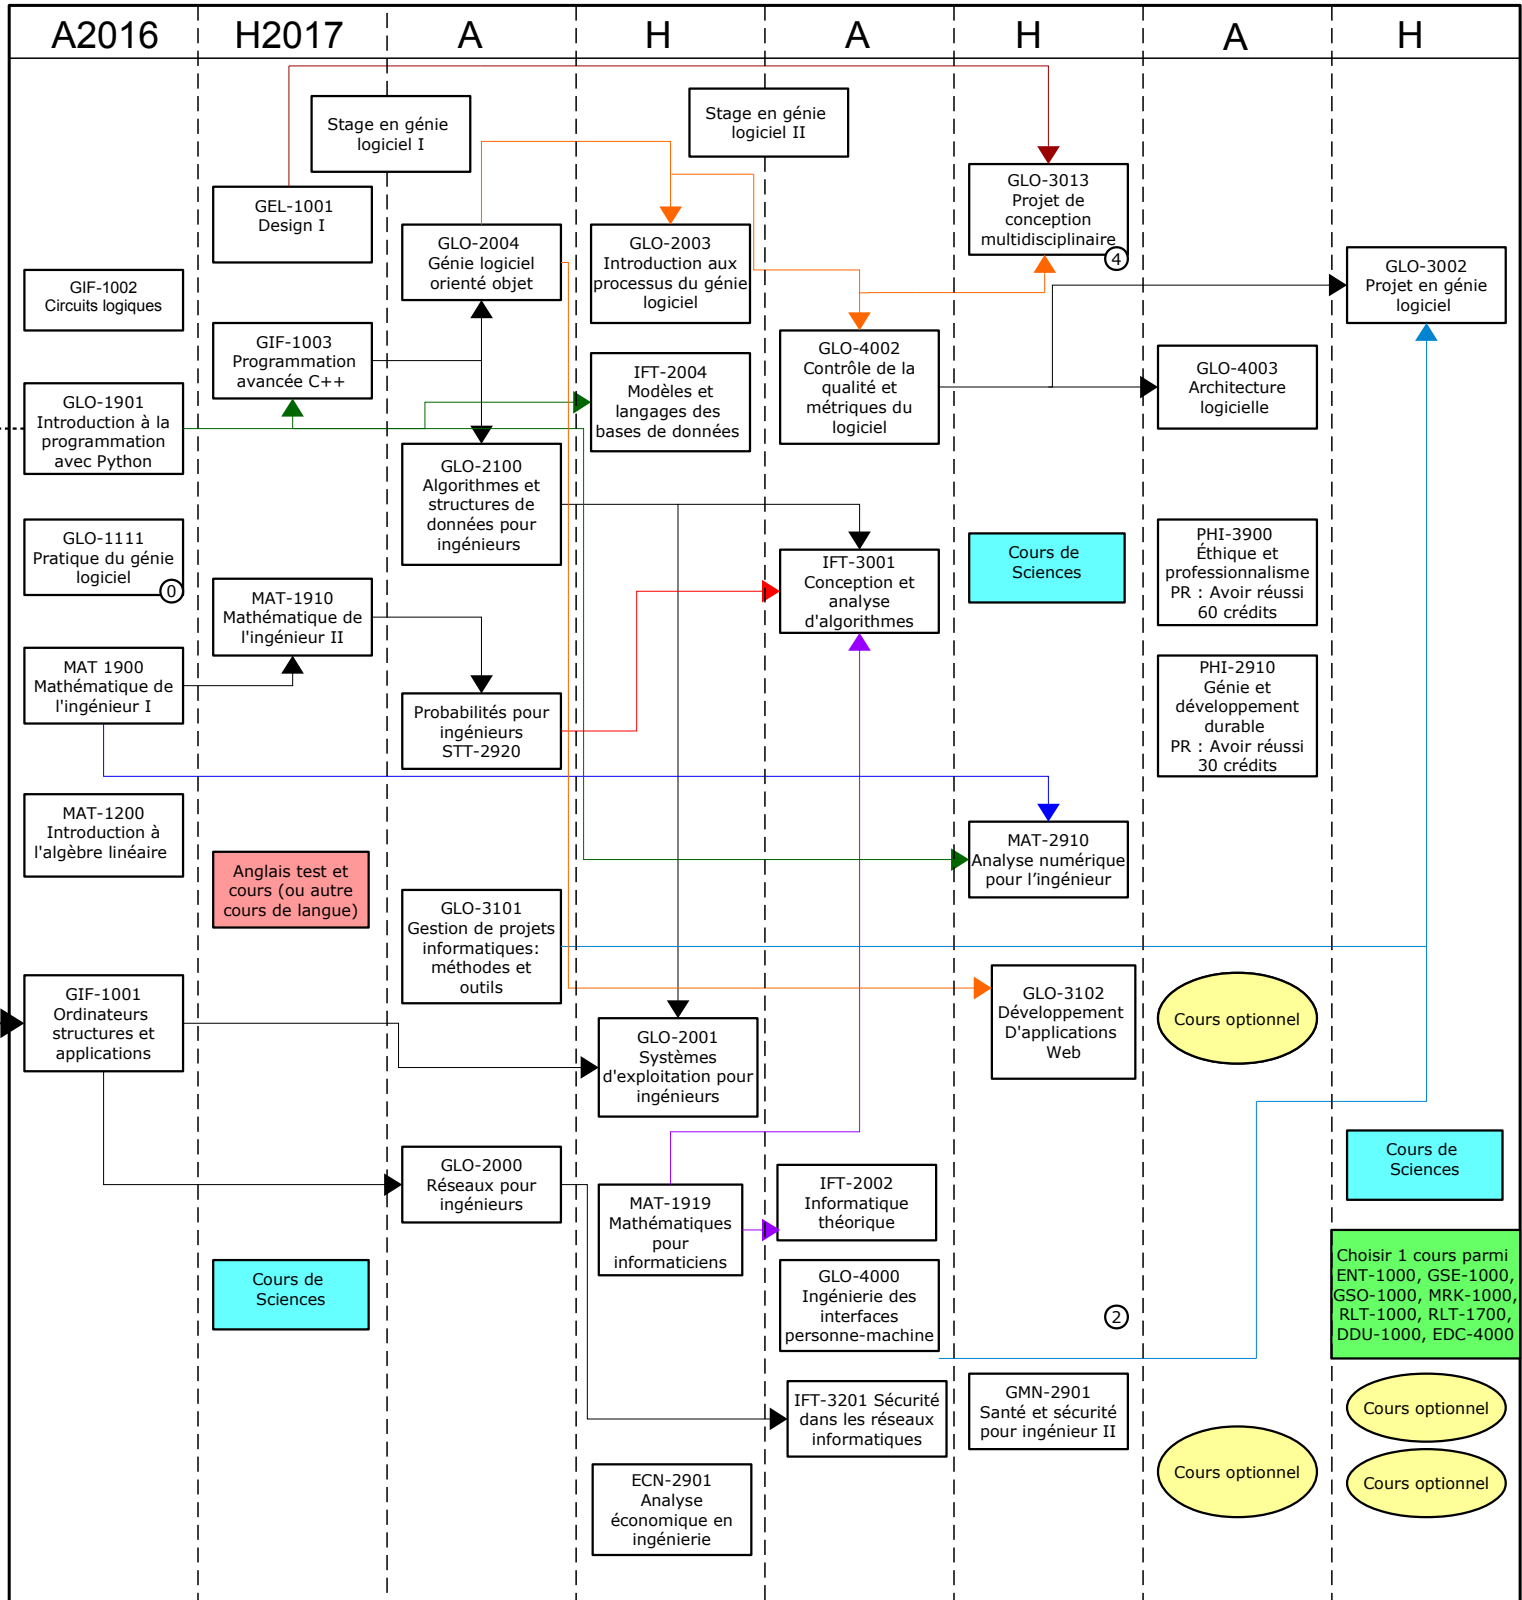 A2016
H2017
A
H
A
H
A
H
GIF-1002
Circuits logiques
GLO-1901
Introduction à la
programmation
avec Python
GLO-1111
Pratique du génie
logiciel
0
MAT 1900
Mathématique de
l'ingénieur I
MAT-1200
Introduction à
l'algèbre linéaire
GIF-1001
Ordinateurs
structures et
applications
Stage en génie
logiciel I
GEL-1001
Design I
GIF-1003
Programmation
avancée C++
MAT-1910
Mathématique de
l'ingénieur II
Anglais test et
cours (ou autre
cours de langue)
Cours de
Sciences
GLO-2004
Génie logiciel
orienté objet
GLO-2100
Algorithmes et
structures de
données pour
ingénieurs
Probabilités pour
ingénieurs
STT-2920
GLO-3101
Gestion de projets
informatiques:
méthodes et
outils
GLO-2000
Réseaux pour
ingénieurs
Stage en génie
logiciel II
GLO-2003
Introduction aux
processus du génie
logiciel
IFT-2004
Modèles et
langages des
bases de données
GLO-2001
Systèmes
d'exploitation pour
ingénieurs
MAT-1919
Mathématiques
pour
informaticiens
ECN-2901
Analyse
économique en
ingénierie
GLO-4002
Contrôle de la
qualité et
métriques du
logiciel
IFT-3001
Conception et
analyse
d'algorithmes
IFT-2002
Informatique
théorique
GLO-4000
Ingénierie des
interfaces
personne-machine
IFT-3201 Sécurité
dans les réseaux
informatiques
GLO-3013
Projet de
conception
multidisciplinaire
4
Cours de
Sciences
MAT-2910
Analyse numérique
pour l’ingénieur
GLO-3102
Développement
D'applications
Web
2
GMN-2901
Santé et sécurité
pour ingénieur II
GLO-4003
Architecture
logicielle
PHI-3900
Éthique et
professionnalisme
PR : Avoir réussi
60 crédits
PHI-2910
Génie et
développement
durable
PR : Avoir réussi
30 crédits
Cours optionnel
Cours optionnel
GLO-3002
Projet en génie
logiciel
Cours de
Sciences
Choisir 1 cours parmi
ENT-1000, GSE-1000,
GSO-1000, MRK-1000,
RLT-1000, RLT-1700,
DDU-1000, EDC-4000
Cours optionnel
Cours optionnel